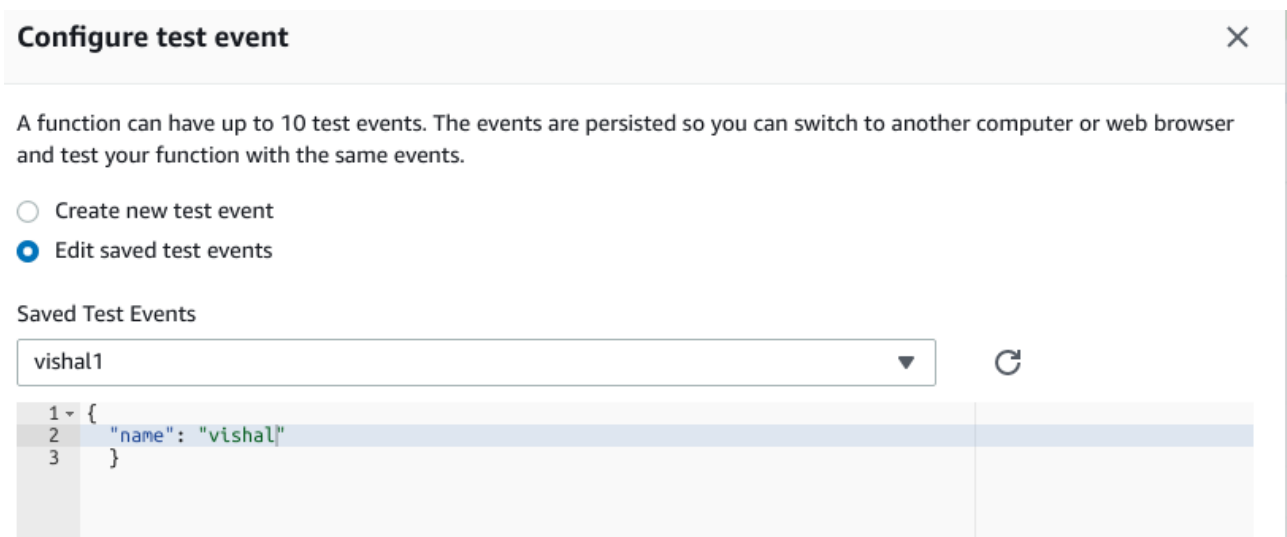 Configure test event
A function can have up to 10 test events. The events are persisted so you can switch to another computer or web browser
and test your function with the same events.
Create new test event
Edit saved test events
Saved Test Events
vishal1
1 {
2 "name": "vishal"
3 }